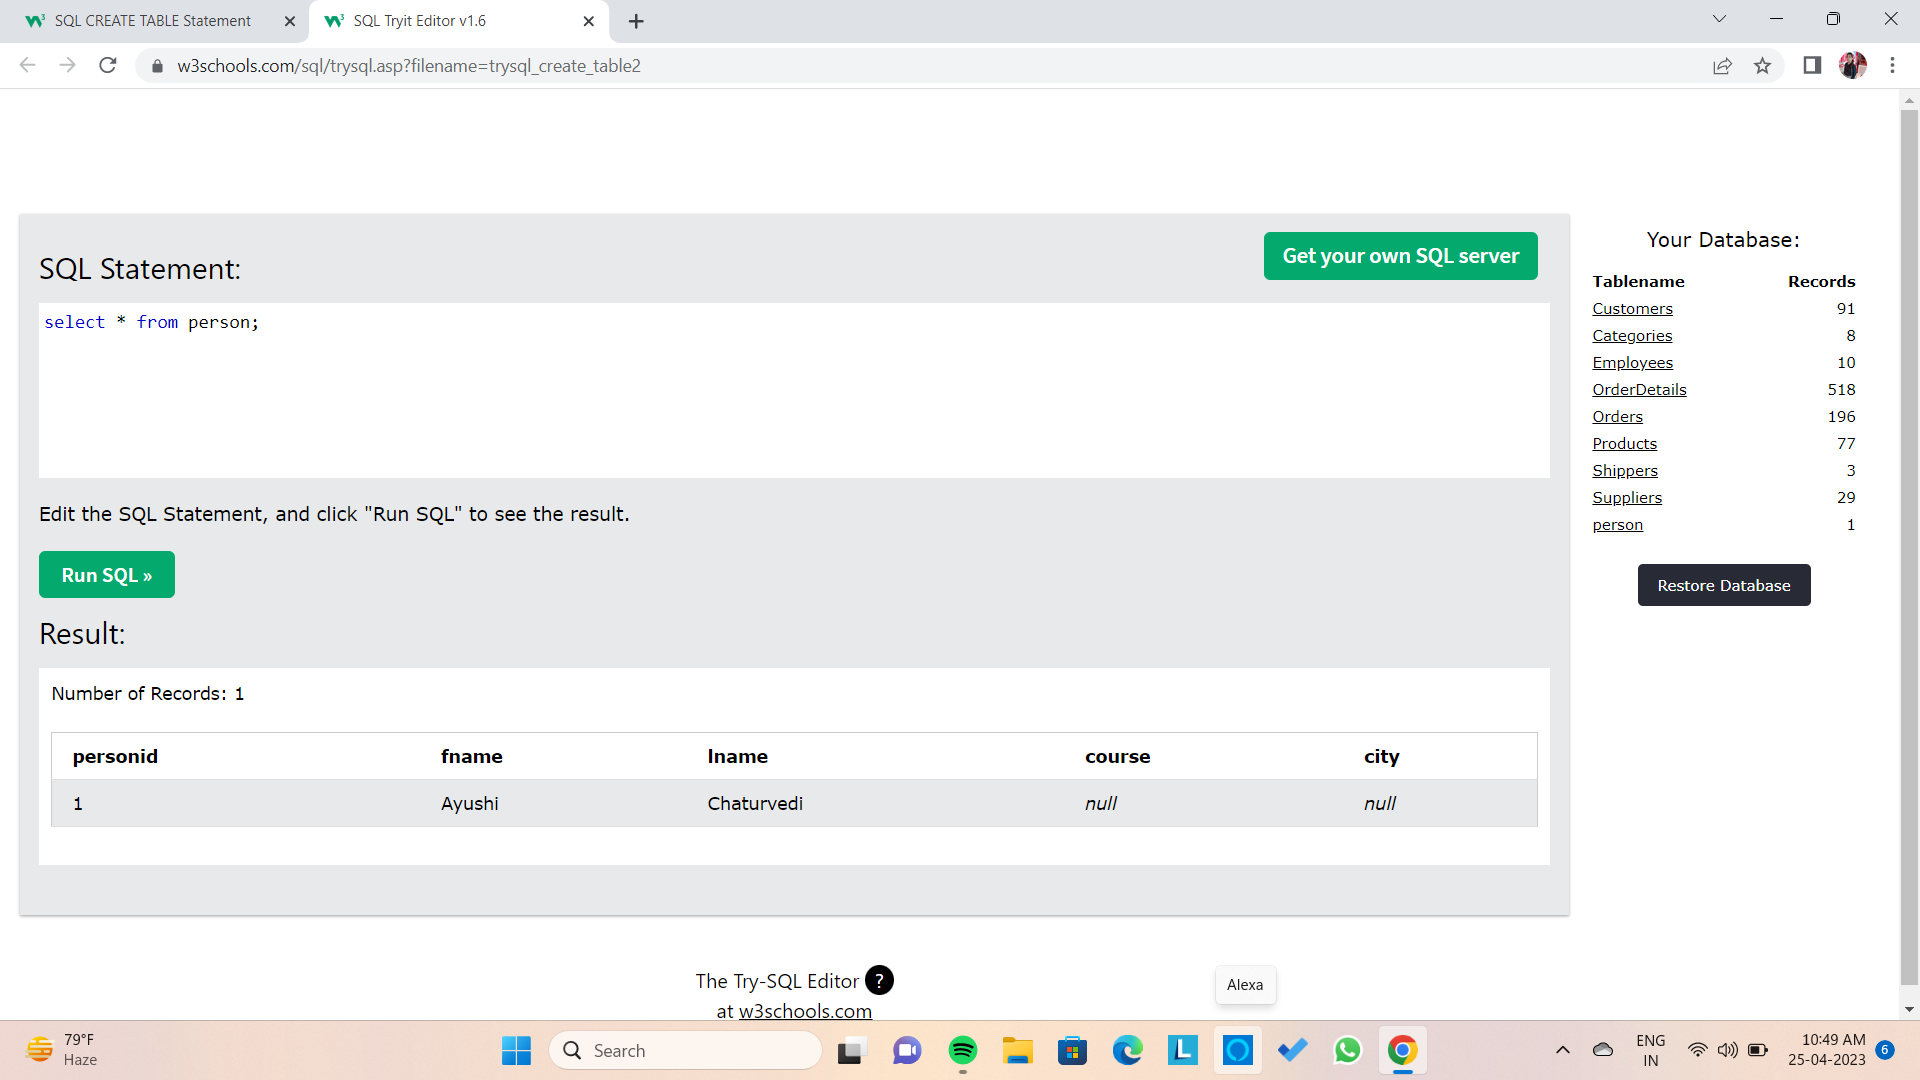 SQL CREATE TABLE Statement
SQL Tryit Editor v1.6
w3schools.com/sql/trysql.asp?filename=trysql_create_table2
SQL Statement:
Get your own SQL server
select * from person;
Edit the SQL Statement, and click "Run SQL" to see the result.
Run SQL »
Result:
Number of Records: 1
personid fname lname course city
1 Ayushi Chaturvedi null null
Your Database:
Tablename Records
Customers 91
Categories 8
Employees 10
OrderDetails 518
Orders 196
Products 77
Shippers 3
Suppliers 29
person 1
Restore Database
The Try-SQL Editor ?
at w3schools.com
Alexa
79°F
Haze
Search
L
ENG
IN
10:49 AM
25-04-2023
6